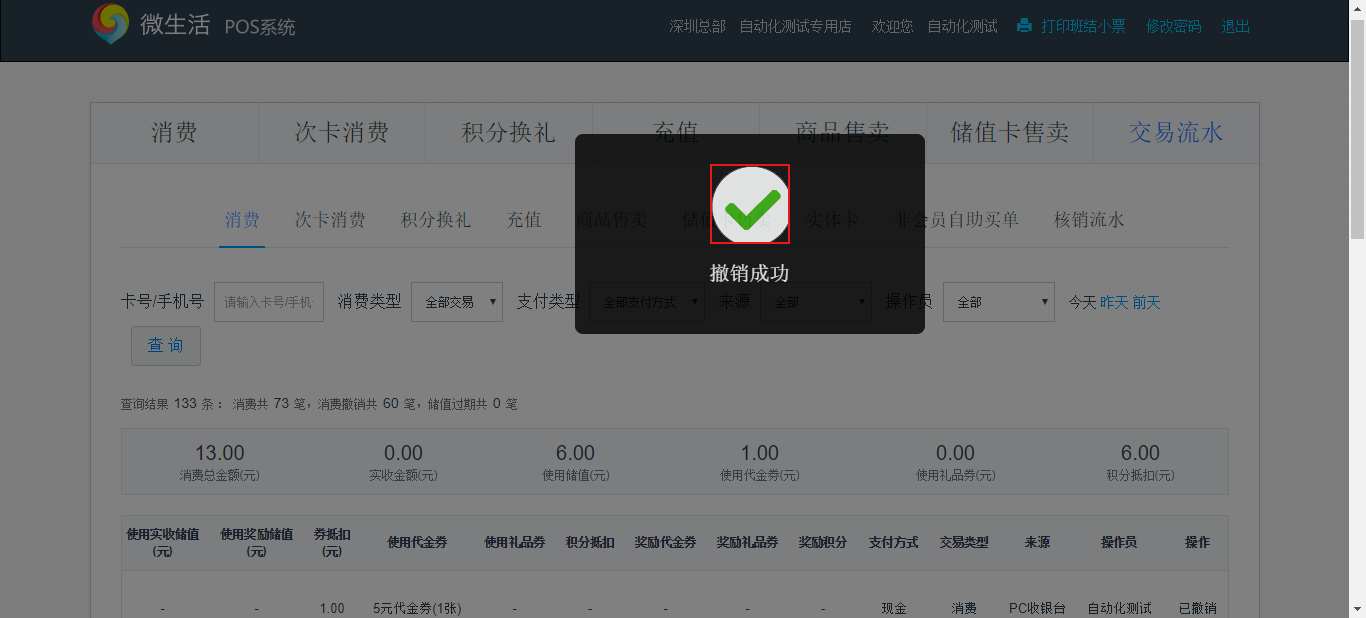 微生活 POS系统
深圳总部 自动化测试专用店 欢迎您 自动化测试 打印班结小票 修改密码 退出
消费 次卡消费 积分换礼 充值 商品售卖 储值卡售卖 交易流水
消费 次卡消费 积分换礼 充值 商品售卖 储值卡售卖 实体卡 非会员自助买单 核销流水
撤销成功
卡号/手机号 请输入卡号/手机 消费类型 全部交易 支付类型 全部支付方式 来源 全部 操作员 全部 今天 昨天 前天
查 询
查询结果 133 条： 消费共 73 笔，消费撤销共 60 笔，储值过期共 0 笔
13.00 0.00 6.00 1.00 0.00 6.00
消费总金额(元) 实收金额(元) 使用储值(元) 使用代金券(元) 使用礼品券(元) 积分抵扣(元)
使用实收储值(元) 使用奖励储值(元) 券抵扣(元) 使用代金券 使用礼品券 积分抵扣 奖励代金券 奖励礼品券 奖励积分 支付方式 交易类型 来源 操作员 操作
- - 1.00 5元代金券(1张) - - - - - 现金 消费 PC收银台 自动化测试 已撤销